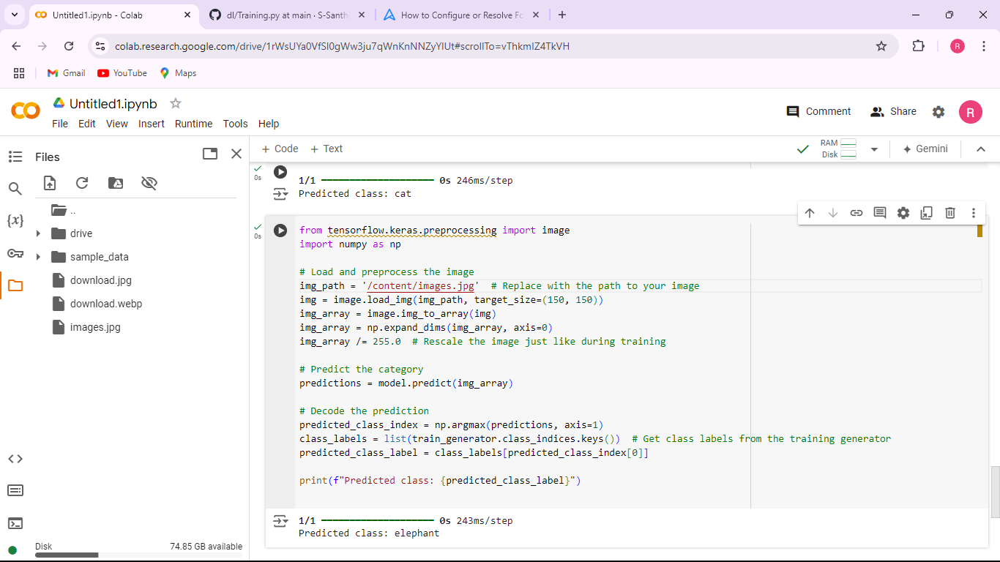 Untitled1.ipynb - Colab
dl/Training.py at main · S-Santh
How to Configure or Resolve Fo
colab.research.google.com/drive/1rWsUYa0VfSl0gWw3ju7qWnKnNNZyYlUt#scrollTo=vThkmlZ4TkVH
R
Gmail
YouTube
Maps
Untitled1.ipynb
File Edit View Insert Runtime Tools Help
Comment
Share
R
Files
+ Code + Text
RAM
Disk
Gemini
..
drive
sample_data
download.jpg
download.webp
images.jpg
{x}
Disk
74.85 GB available
0s
1/1 ━━━━━━━━━━━━━━━━━━━━ 0s 246ms/step
Predicted class: cat
0s
from tensorflow.keras.preprocessing import image
import numpy as np
# Load and preprocess the image
img_path = '/content/images.jpg'  # Replace with the path to your image
img = image.load_img(img_path, target_size=(150, 150))
img_array = image.img_to_array(img)
img_array = np.expand_dims(img_array, axis=0)
img_array /= 255.0  # Rescale the image just like during training
# Predict the category
predictions = model.predict(img_array)
# Decode the prediction
predicted_class_index = np.argmax(predictions, axis=1)
class_labels = list(train_generator.class_indices.keys())  # Get class labels from the training generator
predicted_class_label = class_labels[predicted_class_index[0]]
print(f"Predicted class: {predicted_class_label}")
1/1 ━━━━━━━━━━━━━━━━━━━━ 0s 243ms/step
Predicted class: elephant